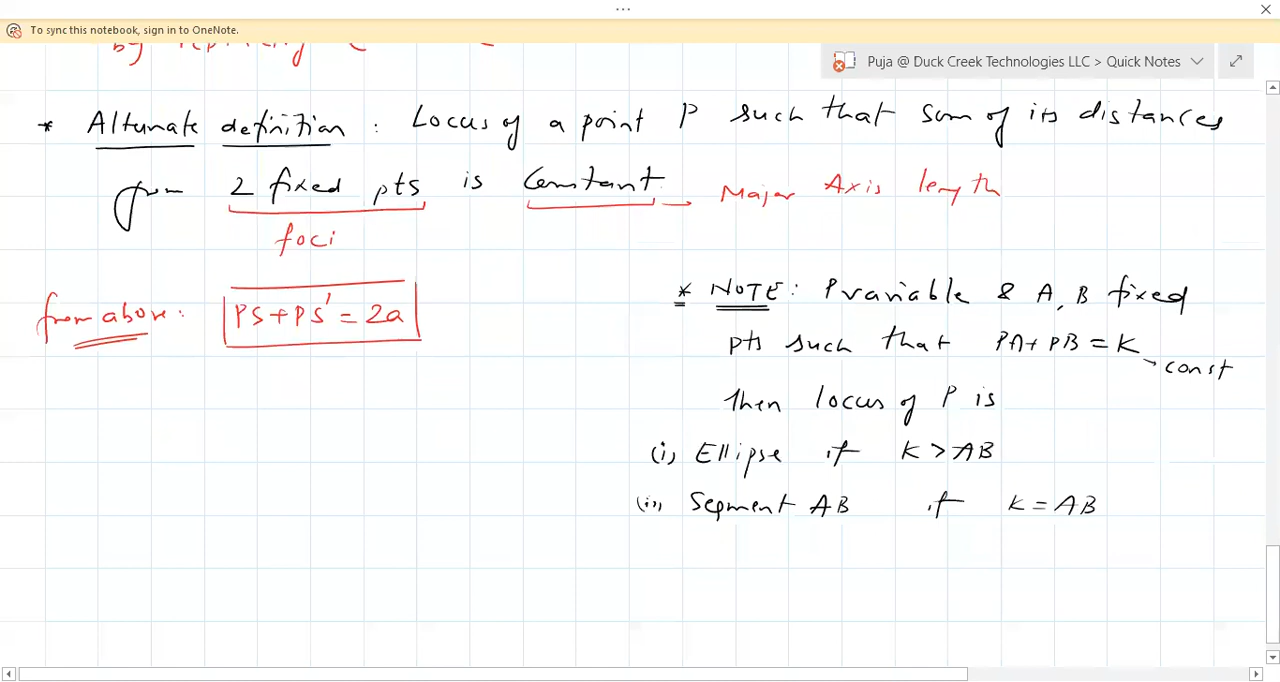 ...
To sync this notebook, sign in to OneNote.
by
Puja @ Duck Creek Technologies LLC > Quick Notes
* Alternate definition : Locus of a point P such that sum of its distances
from 2 fixed pts is constant → Major Axis length
foci
from above : PS + PS' = 2a
* NOTE : P variable & A, B fixed
pts such that PA + PB = K → const
Then locus of P is
(i) Ellipse if K > AB
(ii) Segment AB if K = AB